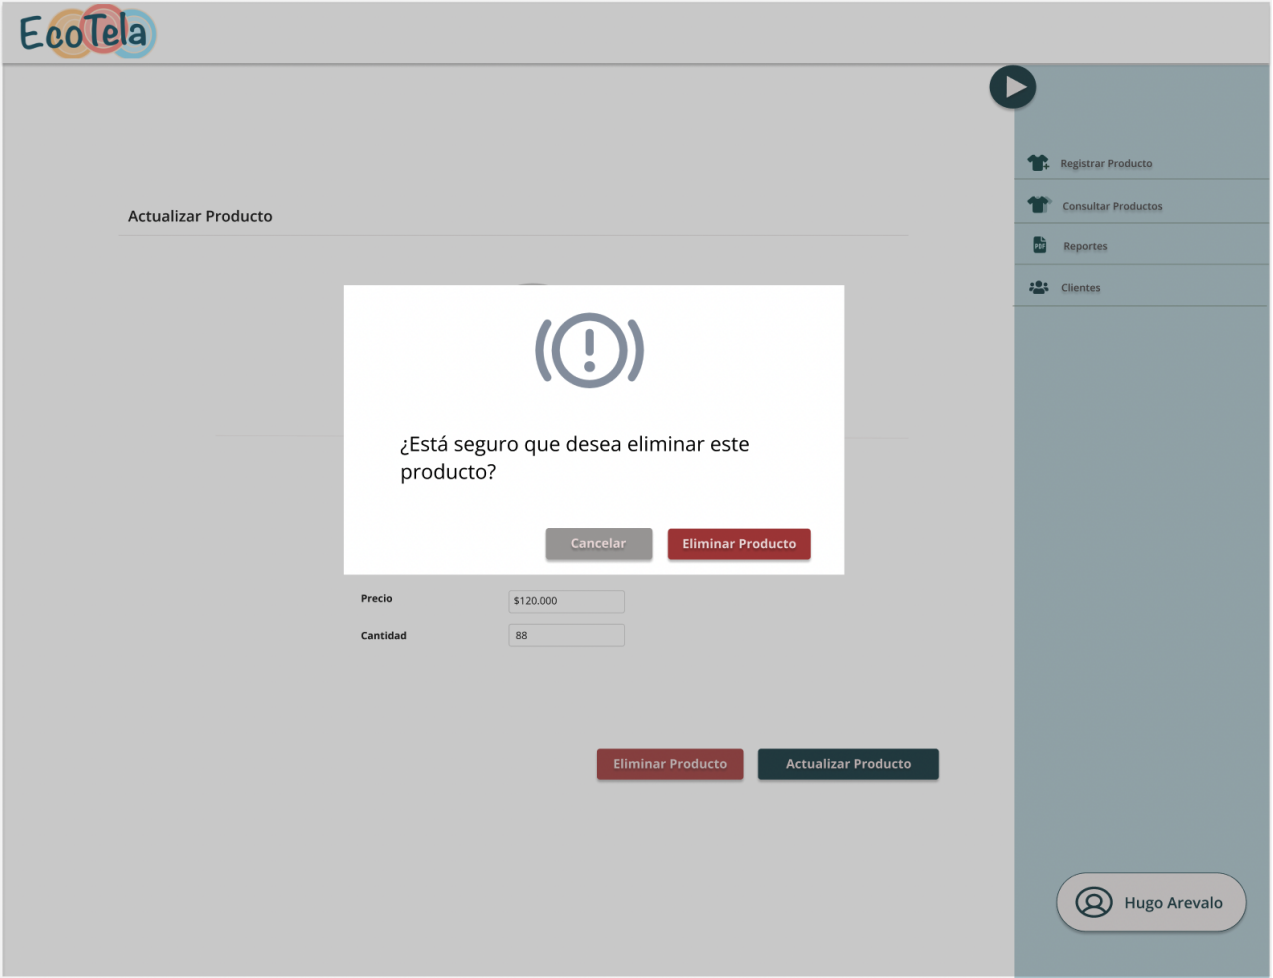 EcoTela
Registrar Producto
Consultar Productos
Actualizar Producto
PDF
Reportes
Clientes
¿Está seguro que desea eliminar este
producto?
Cancelar
Eliminar Producto
Precio
$120.000
Cantidad
88
Eliminar Producto
Actualizar Producto
Hugo Arevalo